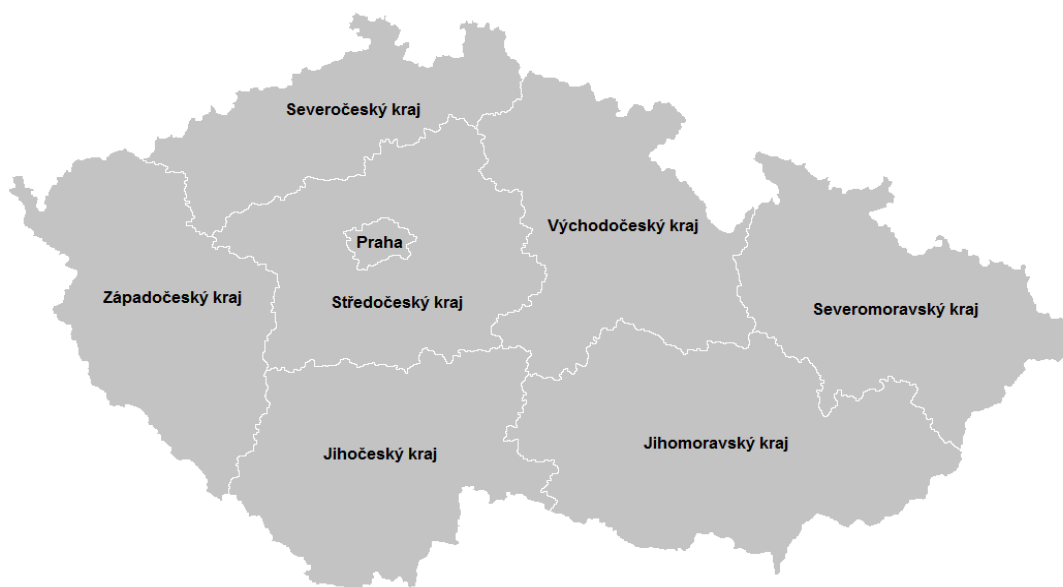 Severočeský kraj
Východočeský kraj
Praha
Západočeský kraj
Středočeský kraj
Severomoravský kraj
Jihočeský kraj
Jihomoravský kraj